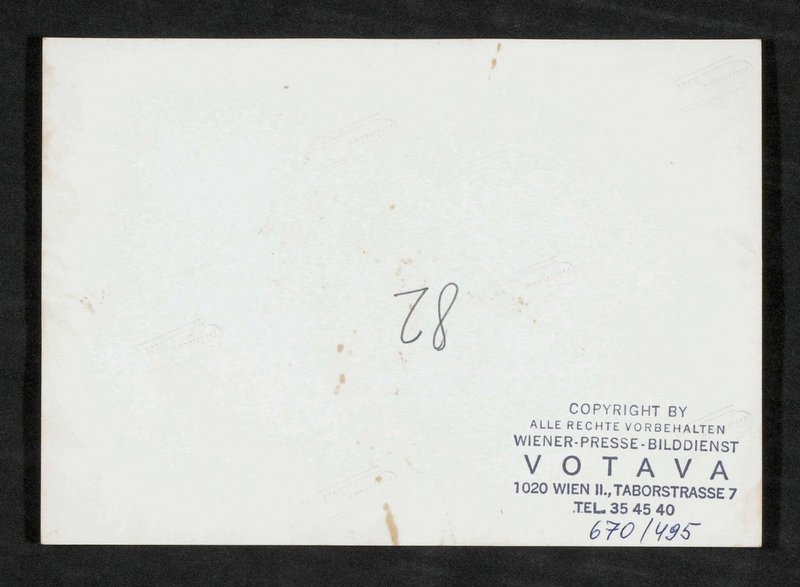 82
COPYRIGHT BY
ALLE RECHTE VORBEHALTEN
WIENER-PRESSE-BILDDIENST
VOTAVA
1020 WIEN II., TABORSTRASSE 7
TEL. 35 45 40
670/495